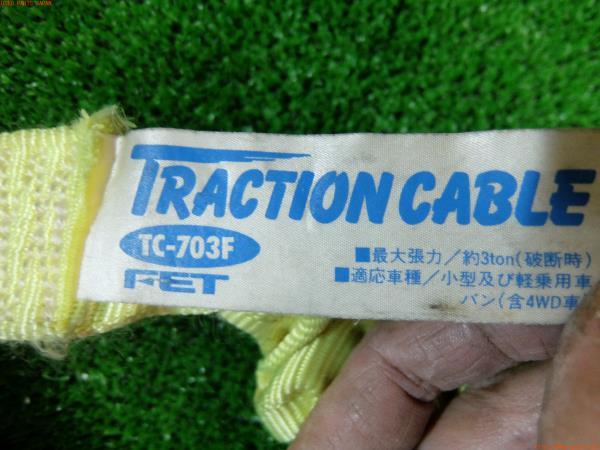 TRACTION CABLE
TC-703F
FET
■最大張力/約3ton(破断時)
■適応車種/小型及び軽乗用車
バン(含4WD車)